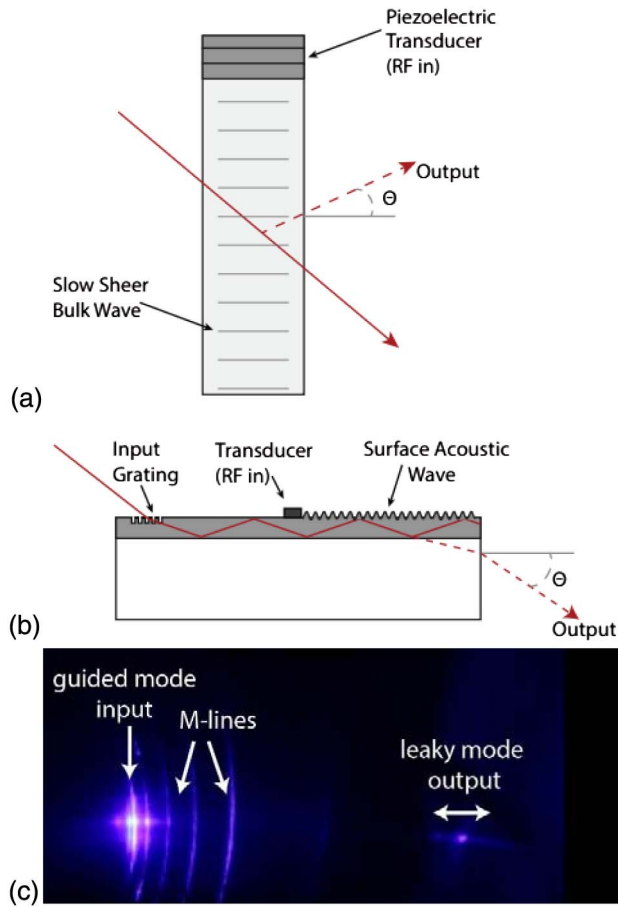 Piezoelectric
Transducer
(RF in)
Output
Θ
Slow Sheer
Bulk Wave
(a)
Input
Grating
Transducer
(RF in)
Surface Acoustic
Wave
Θ
Output
(b)
guided mode
input
M-lines
leaky mode
output
(c)